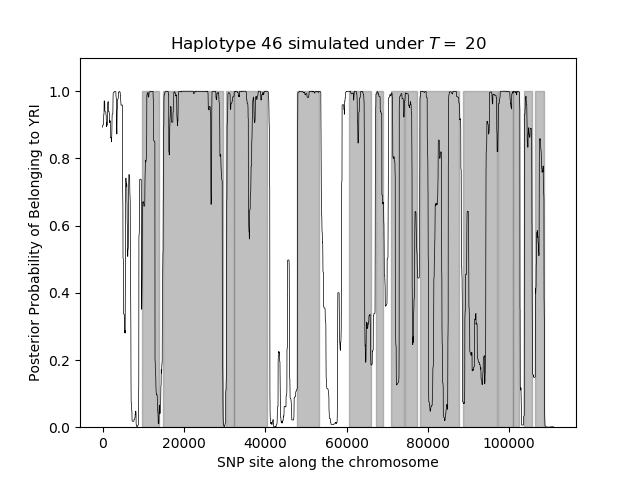 Haplotype 46 simulated under T = 20
Posterior Probability of Belonging to YRI
1.0
0.8
0.6
0.4
0.2
0.0
0 20000 40000 60000 80000 100000
SNP site along the chromosome